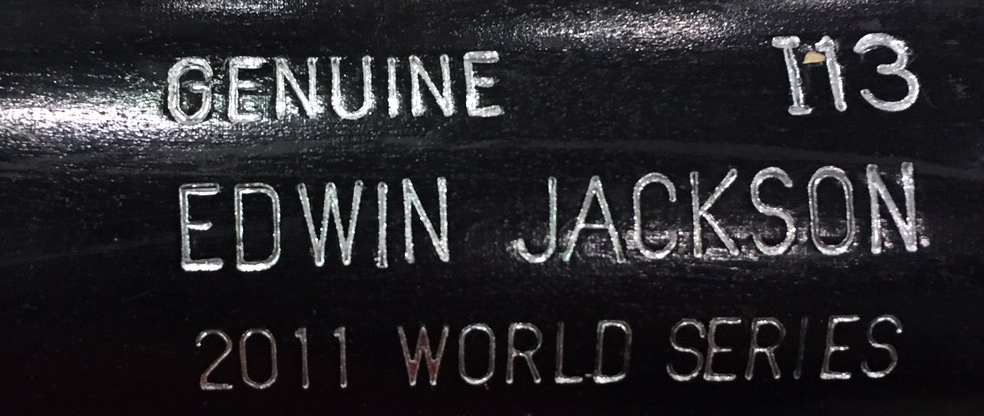 GENUINE I13
EDWIN JACKSON
2011 WORLD SERIES